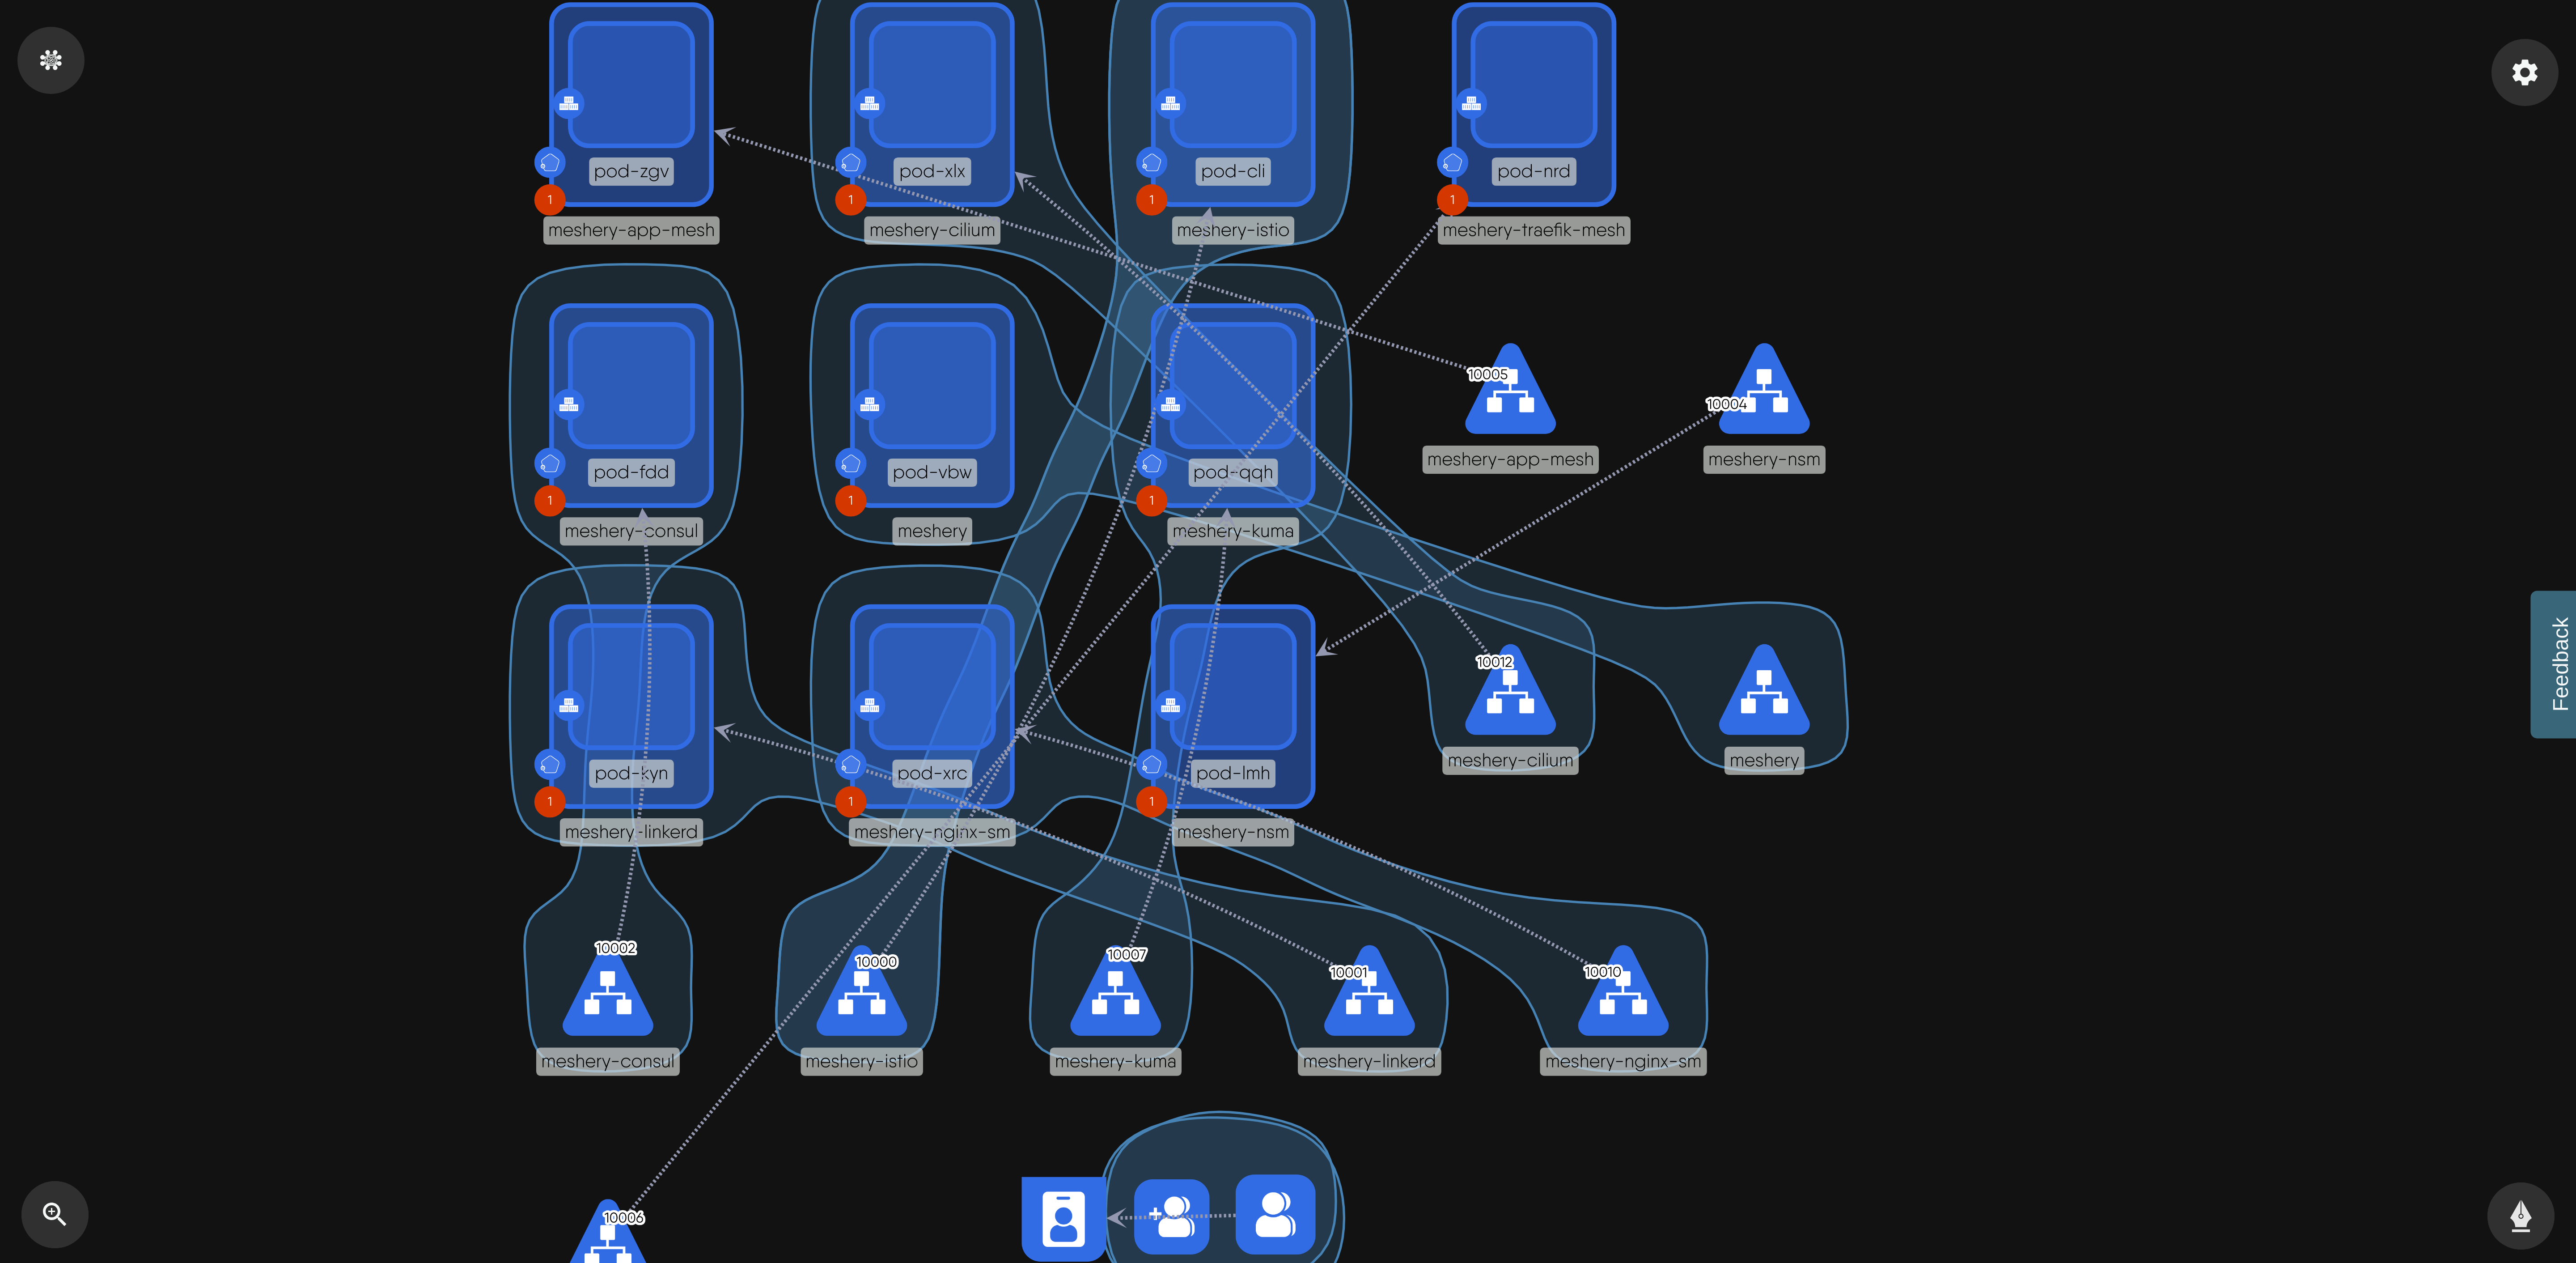 pod-zgv
pod-xlx
pod-cli
pod-nrd
1
1
1
1
meshery-app-mesh
meshery-cilium
meshery-istio
meshery-traefik-mesh
10005
10004
pod-fdd
pod-vbw
pod-qqh
meshery-app-mesh
meshery-nsm
1
1
1
meshery-consul
meshery
meshery-kuma
Feedback
10012
pod-kyn
pod-xrc
pod-lmh
meshery-cilium
meshery
1
1
1
meshery-linkerd
meshery-nginx-sm
meshery-nsm
10002
10000
10007
10001
10010
meshery-consul
meshery-istio
meshery-kuma
meshery-linkerd
meshery-nginx-sm
10006